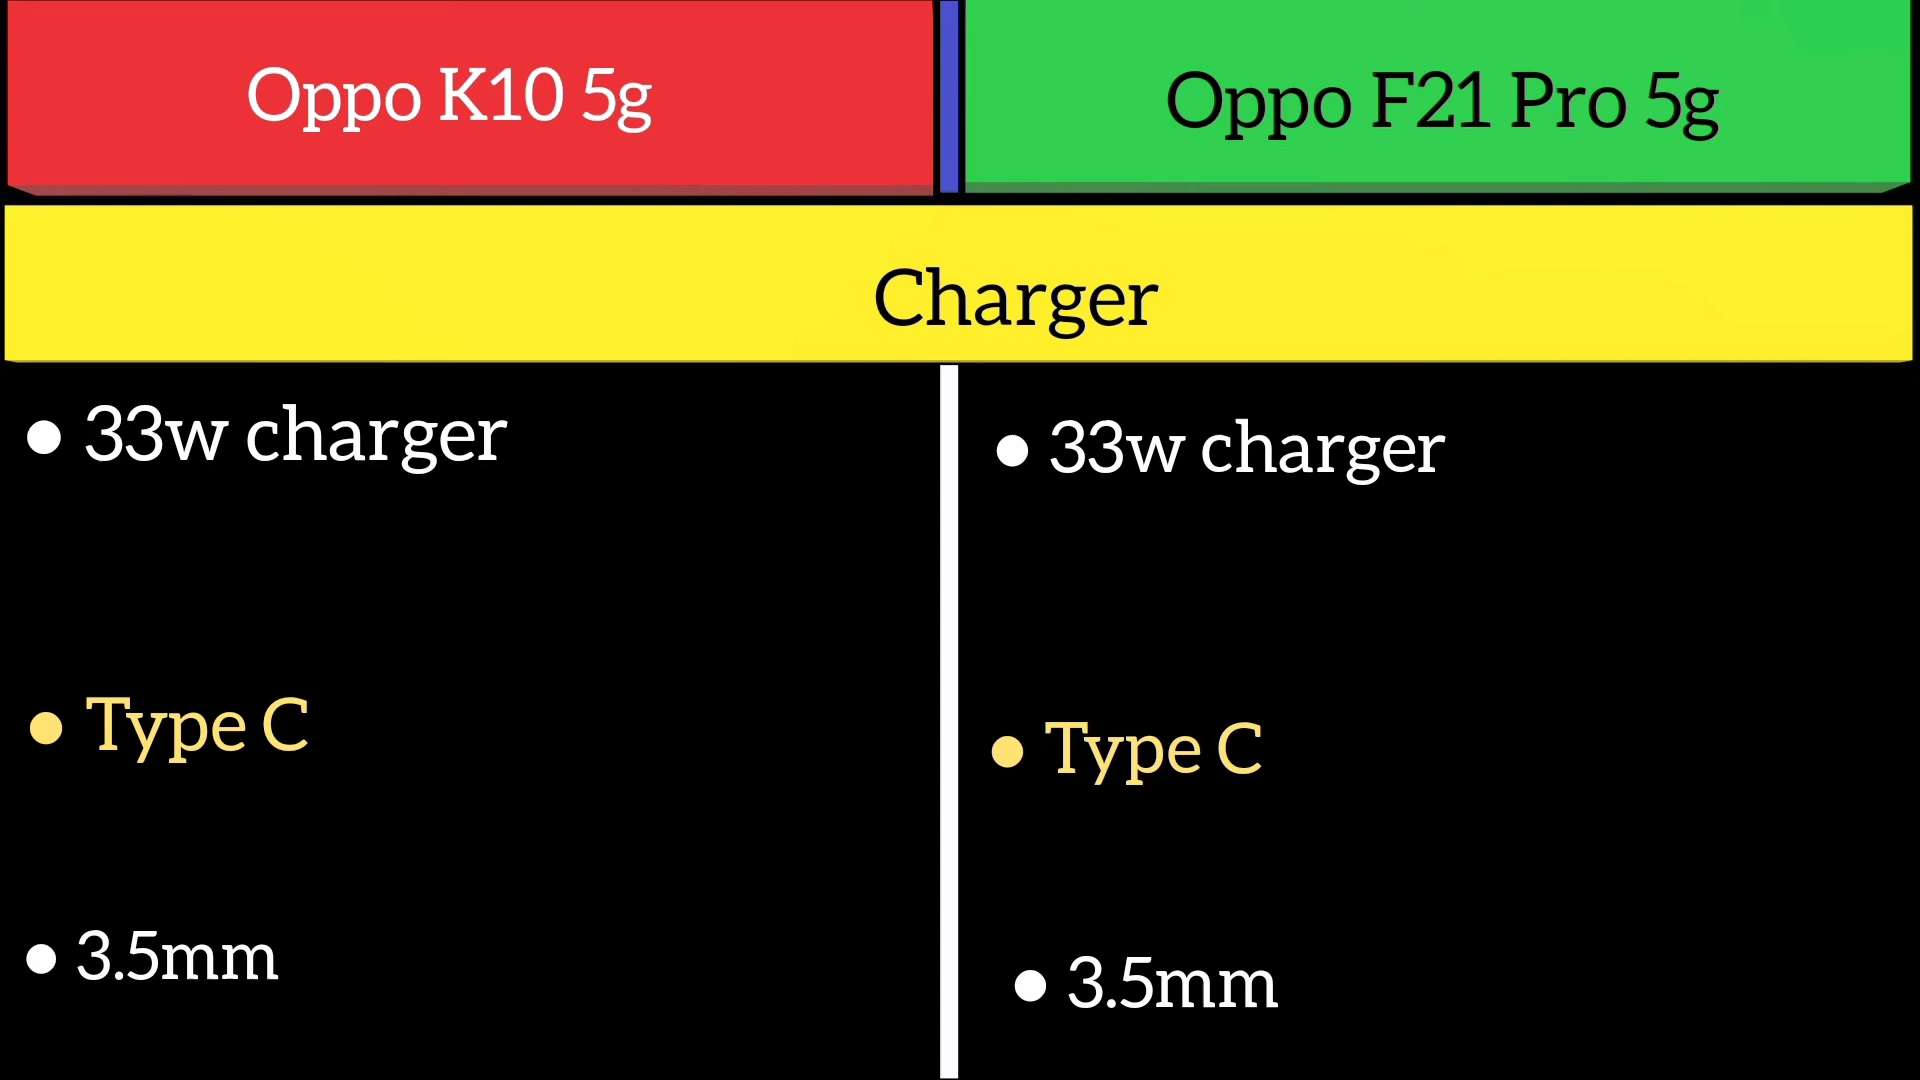 Oppo K10 5g
Oppo F21 Pro 5g
Charger
• 33w charger
• 33w charger
• Type C
• Type C
• 3.5mm
• 3.5mm